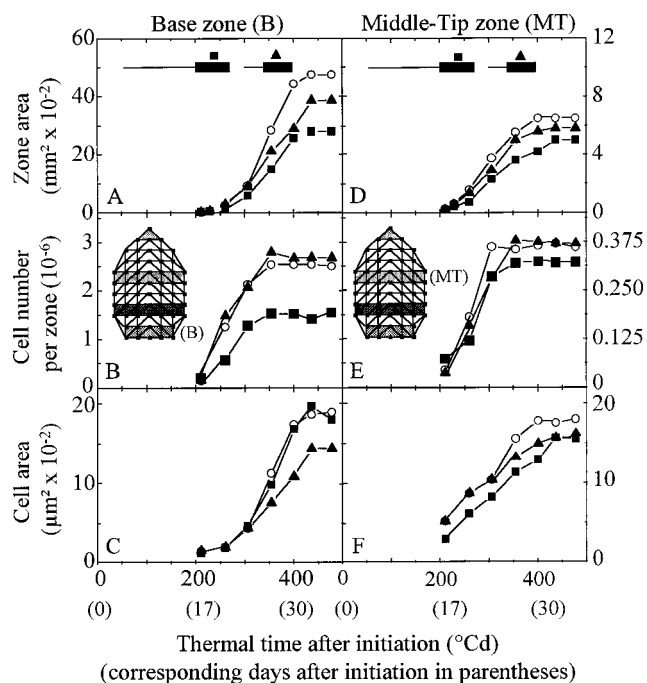 Base zone (B) Middle-Tip zone (MT)
60 12
40 8
20 4
0 0
Zone area
(mm² x 10⁻²)
A D
3 0.375
2 0.250
1 0.125
0 0
Cell number
per zone (10⁻⁶)
(B) (MT)
B E
20 20
10 10
0 0
Cell area
(µm² x 10⁻²)
C F
0 200 400 0 200 400
(0) (17) (30) (0) (17) (30)
Thermal time after initiation (°Cd)
(corresponding days after initiation in parentheses)